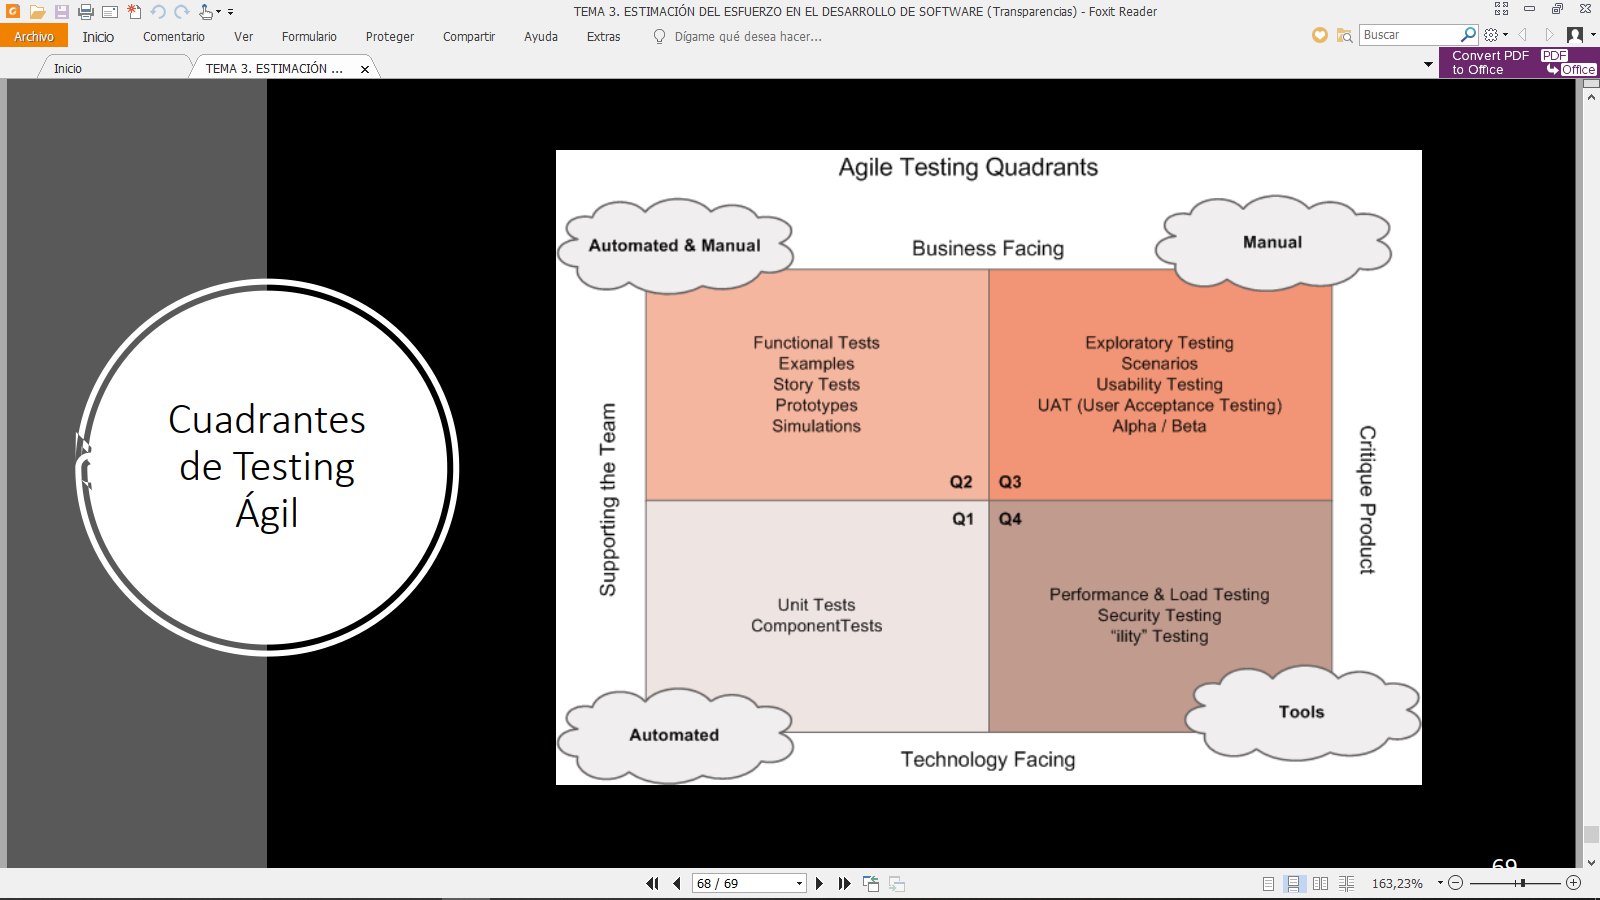 TEMA 3. ESTIMACIÓN DEL ESFUERZO EN EL DESARROLLO DE SOFTWARE (Transparencias) - Foxit Reader
Archivo Inicio Comentario Ver Formulario Proteger Compartir Ayuda Extras Dígame qué desea hacer... Buscar
Inicio TEMA 3. ESTIMACIÓN ...
Convert PDF to Office
PDF
Office
Cuadrantes
de Testing
Ágil
Agile Testing Quadrants
Automated & Manual
Business Facing
Manual
Functional Tests
Examples
Story Tests
Prototypes
Simulations
Q2
Exploratory Testing
Scenarios
Usability Testing
UAT (User Acceptance Testing)
Alpha / Beta
Q3
Supporting the Team
Critique Product
Q1
Unit Tests
ComponentTests
Q4
Performance & Load Testing
Security Testing
“ility” Testing
Automated
Technology Facing
Tools
69
68 / 69
163,23%